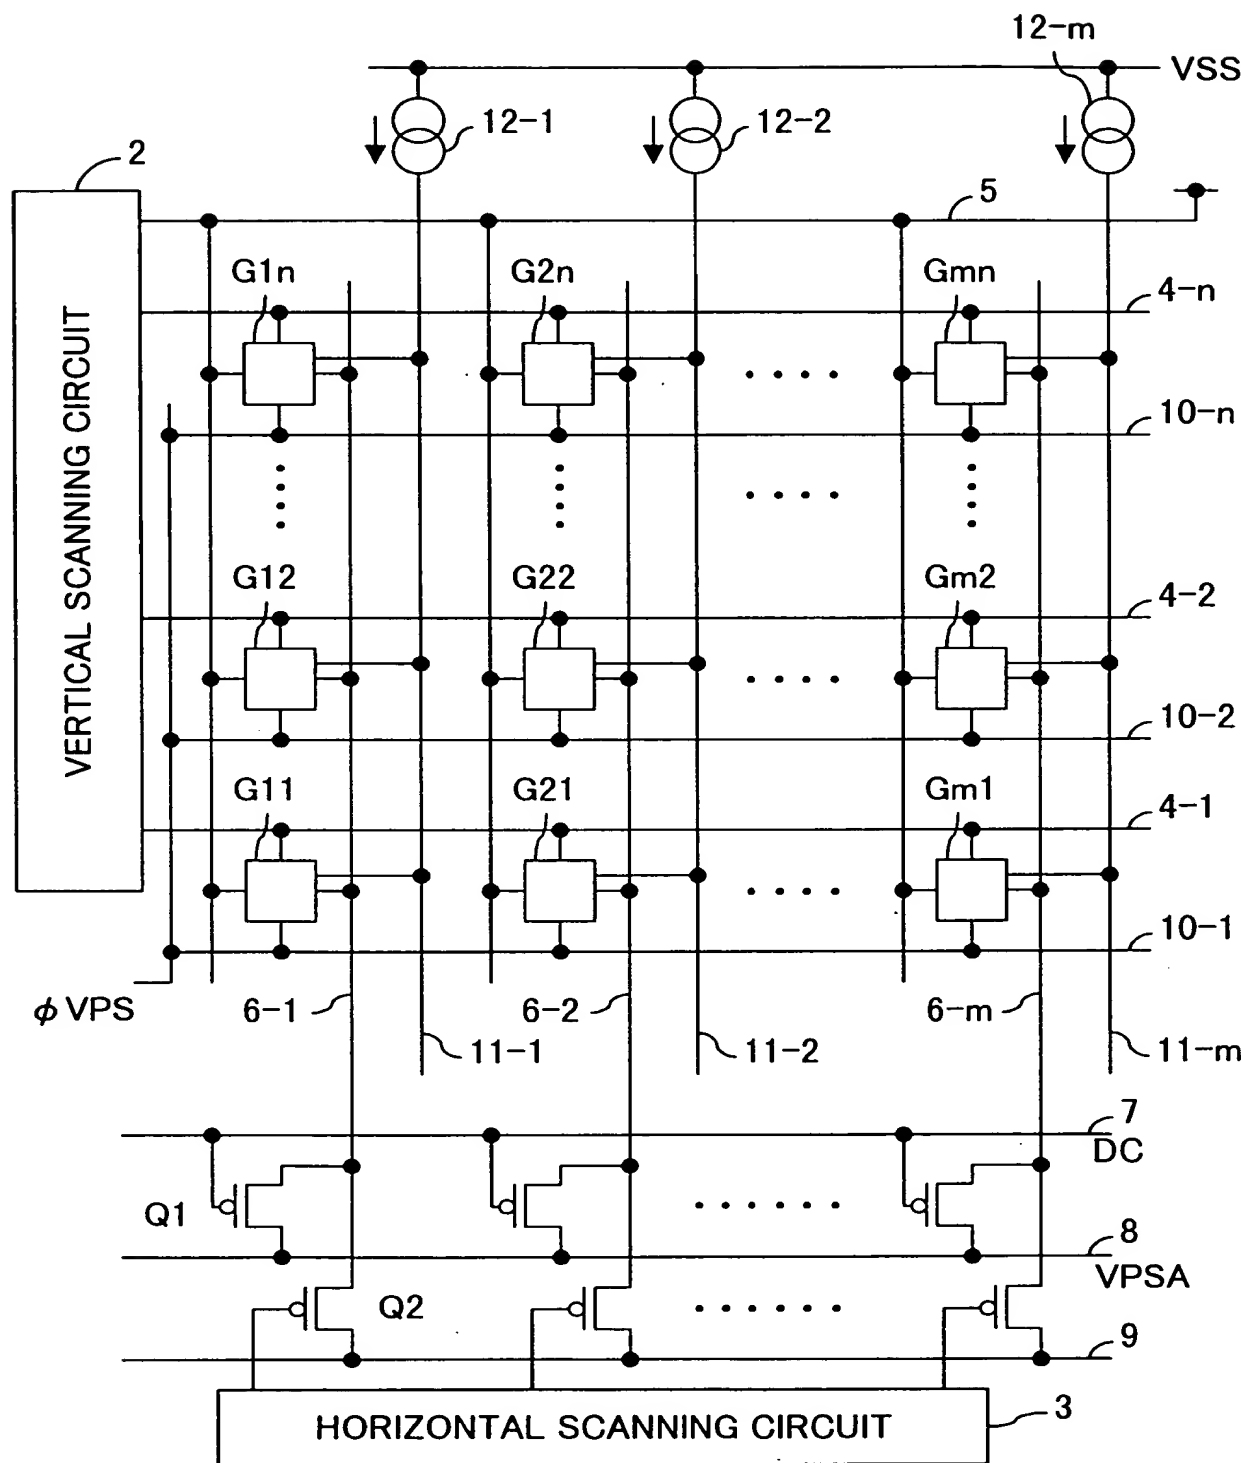 12-m
VSS
12-1
12-2
2
5
G1n
G2n
Gmn
4-n
10-n
VERTICAL SCANNING CIRCUIT
G12
G22
Gm2
4-2
10-2
G11
G21
Gm1
4-1
10-1
φVPS
6-1
6-2
6-m
11-1
11-2
11-m
7
DC
Q1
8
VPSA
Q2
9
3
HORIZONTAL SCANNING CIRCUIT